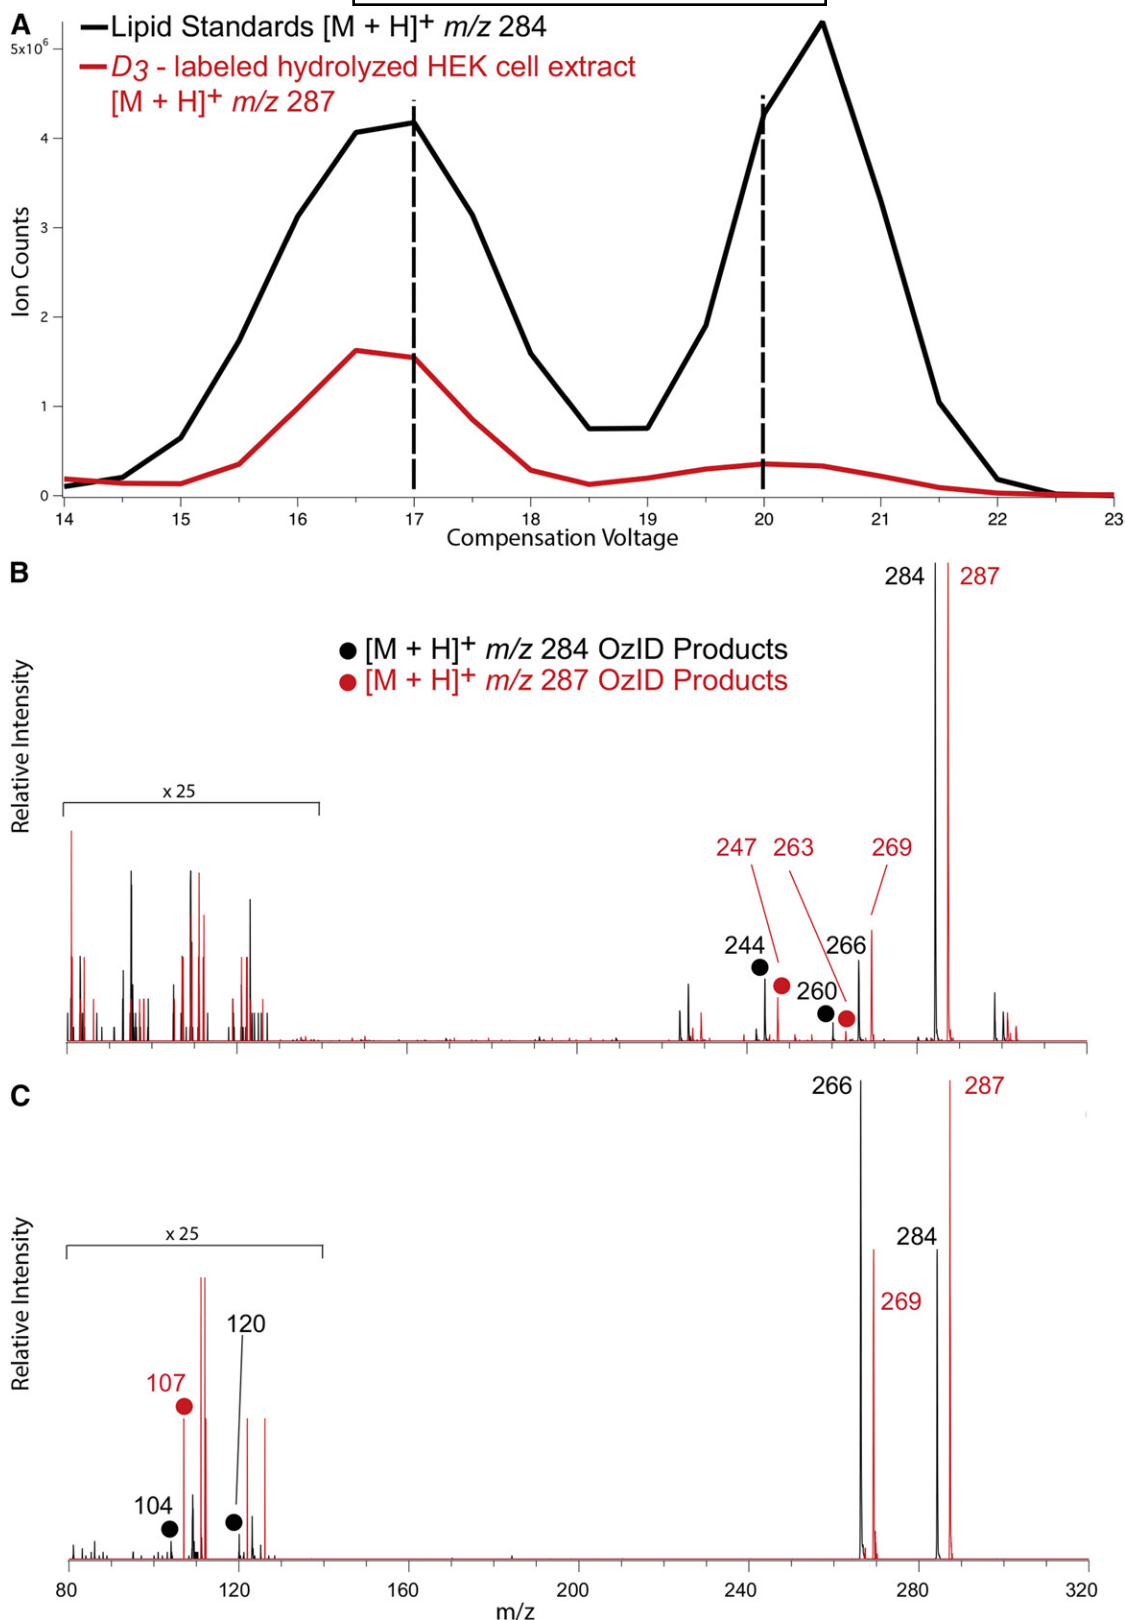 A
Lipid Standards [M + H]+ m/z 284
D3 - labeled hydrolyzed HEK cell extract
[M + H]+ m/z 287
5x10⁶
4
3
2
1
0
Ion Counts
14 15 16 17 18 19 20 21 22 23
Compensation Voltage
B
284 287
[M + H]+ m/z 284 OzID Products
[M + H]+ m/z 287 OzID Products
Relative Intensity
x 25
247 263 269
244 266
260
C
266 287
Relative Intensity
x 25
284
269
120
107
104
80 120 160 200 240 280 320
m/z